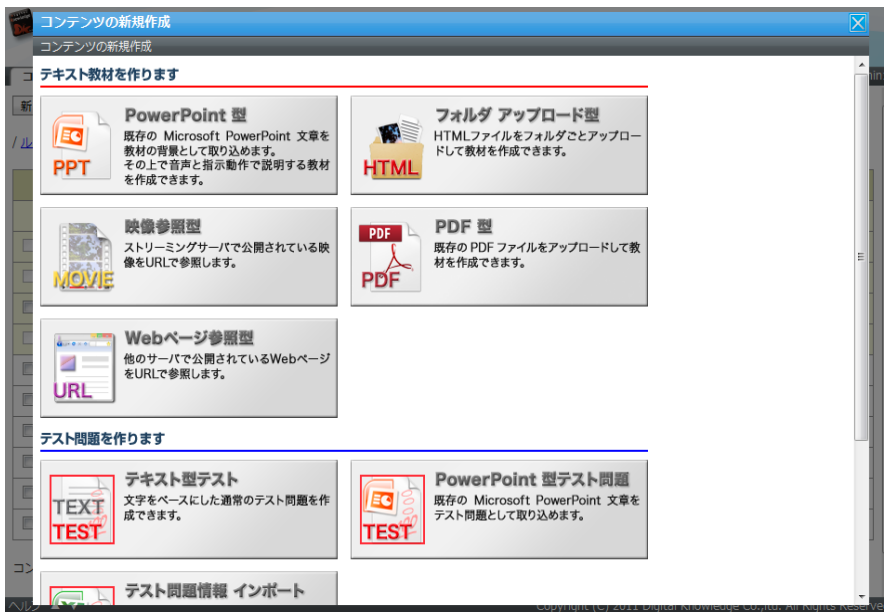 コンテンツの新規作成
コンテンツの新規作成
テキスト教材を作ります
PowerPoint 型
既存の Microsoft PowerPoint 文章を
教材の背景として取り込めます。
その上で音声と指示動作で説明する教材
を作成できます。
PPT
フォルダ アップロード型
HTMLファイルをフォルダごとアップロー
ドして教材を作成できます。
HTML
映像参照型
ストリーミングサーバで公開されている映
像をURLで参照します。
MOVIE
PDF 型
既存の PDF ファイルをアップロードして教
材を作成できます。
PDF
PDF
Webページ参照型
他のサーバで公開されているWebページ
をURLで参照します。
URL
テスト問題を作ります
テキスト型テスト
文字をベースにした通常のテスト問題を作
成できます。
TEXT
TEST
PowerPoint 型テスト問題
既存の Microsoft PowerPoint 文章を
テスト問題として取り込めます。
TEST
テスト問題情報 インポート
コン
ヘルプ
Copyright (C) 2011 Digital Knowledge Co.,ltd. All Rights Reserve